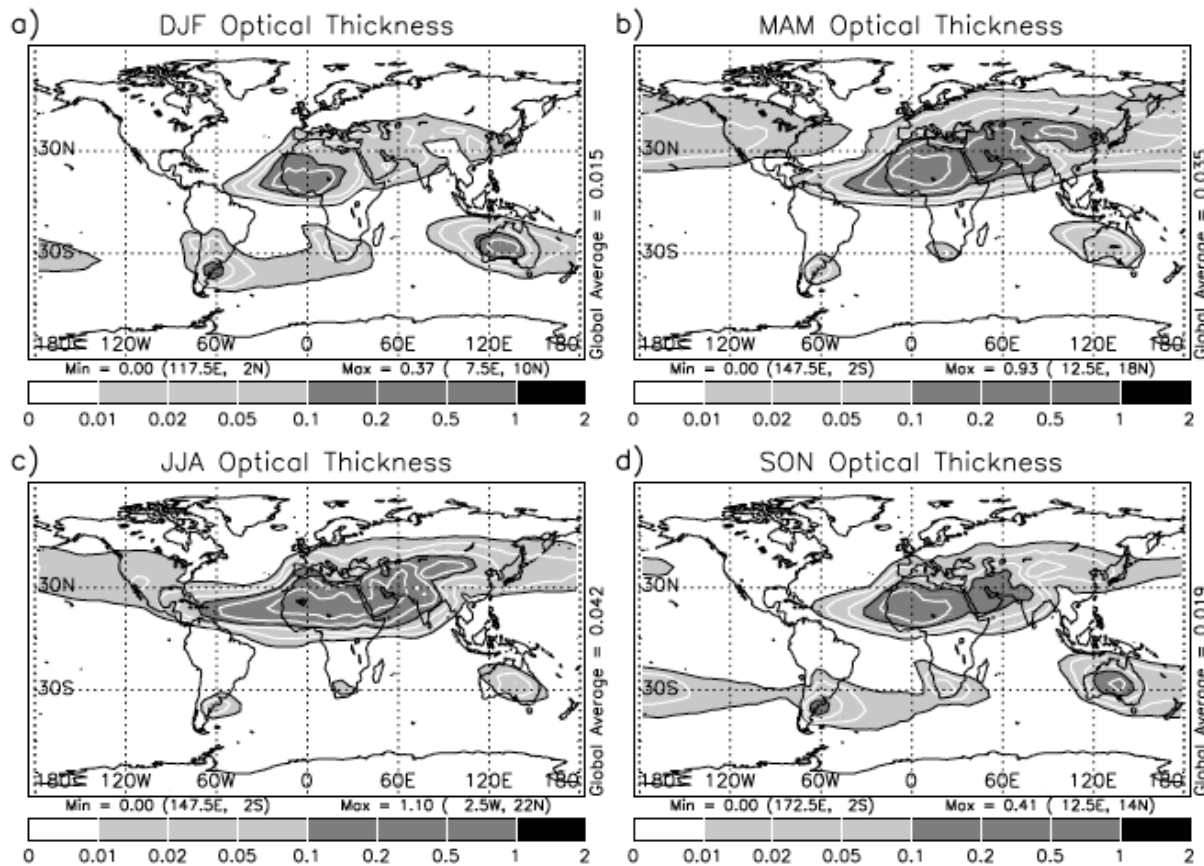 a)
DJF Optical Thickness
30N
30S
180E 120W 60W 0 60E 120E 180
Global Average = 0.015
Min = 0.00 (117.5E, 2N) Max = 0.37 ( 7.5E, 10N)
0 0.01 0.02 0.05 0.1 0.2 0.5 1 2
b)
MAM Optical Thickness
30N
30S
180E 120W 60W 0 60E 120E 180
Global Average = 0.035
Min = 0.00 (147.5E, 2S) Max = 0.93 ( 12.5E, 18N)
0 0.01 0.02 0.05 0.1 0.2 0.5 1 2
c)
JJA Optical Thickness
30N
30S
180E 120W 60W 0 60E 120E 180
Global Average = 0.042
Min = 0.00 (147.5E, 2S) Max = 1.10 ( 2.5W, 22N)
0 0.01 0.02 0.05 0.1 0.2 0.5 1 2
d)
SON Optical Thickness
30N
30S
180E 120W 60W 0 60E 120E 180
Global Average = 0.019
Min = 0.00 (172.5E, 2S) Max = 0.41 ( 12.5E, 14N)
0 0.01 0.02 0.05 0.1 0.2 0.5 1 2